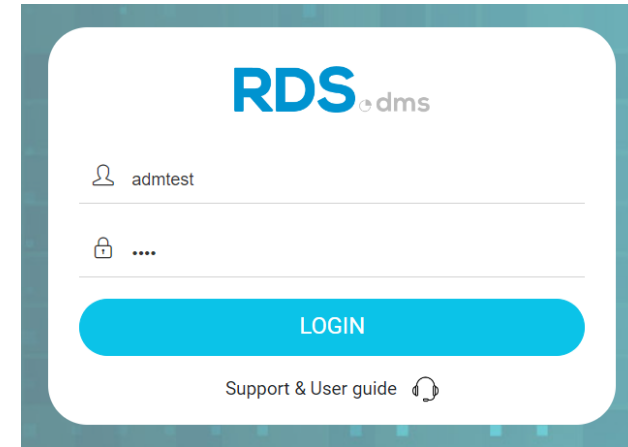 RDS dms
admtest
••••
LOGIN
Support & User guide